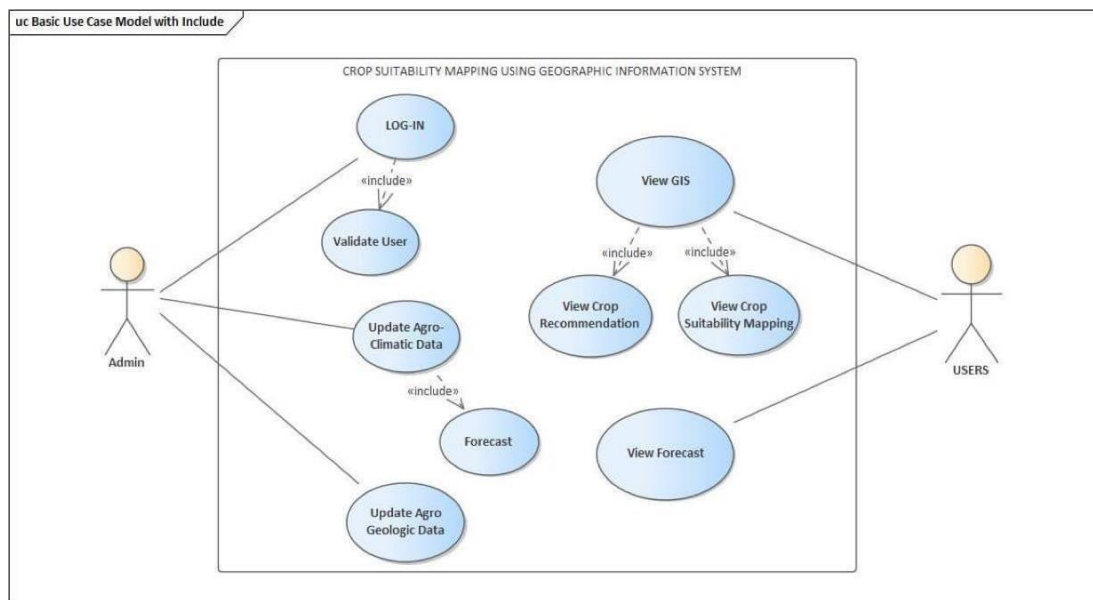 uc Basic Use Case Model with Include
CROP SUITABILITY MAPPING USING GEOGRAPHIC INFORMATION SYSTEM
LOG-IN
«include»
Validate User
View GIS
«include»
«include»
View Crop
Recommendation
View Crop
Suitability Mapping
Admin
Update Agro-
Climatic Data
«include»
Forecast
USERS
View Forecast
Update Agro
Geologic Data